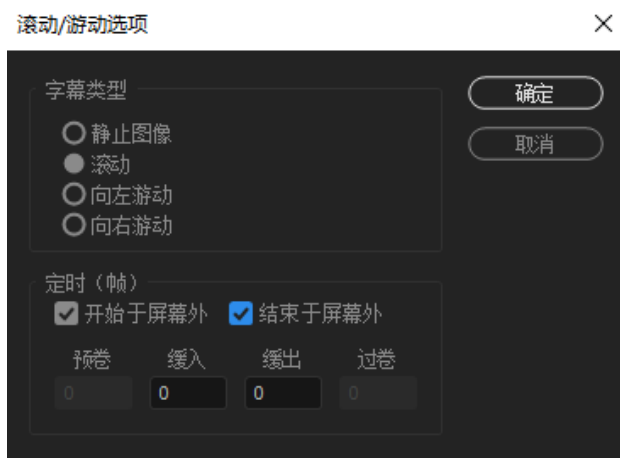 滚动/游动选项
字幕类型
确定
静止图像
取消
滚动
向左游动
向右游动
定时（帧）
开始于屏幕外 结束于屏幕外
预卷 缓入 缓出 过卷
0 0 0 0